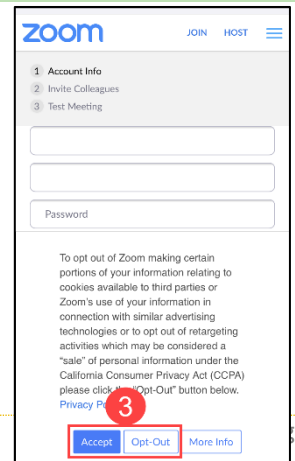 zoom JOIN HOST
1 Account Info
2 Invite Colleagues
3 Test Meeting
Password
To opt out of Zoom making certain
portions of your information relating to
cookies available to third parties or
Zoom's use of your information in
connection with similar advertising
technologies or to opt out of retargeting
activities which may be considered a
"sale" of personal information under the
California Consumer Privacy Act (CCPA)
please click "Opt-Out" button below.
Privacy
3
Accept Opt-Out More Info